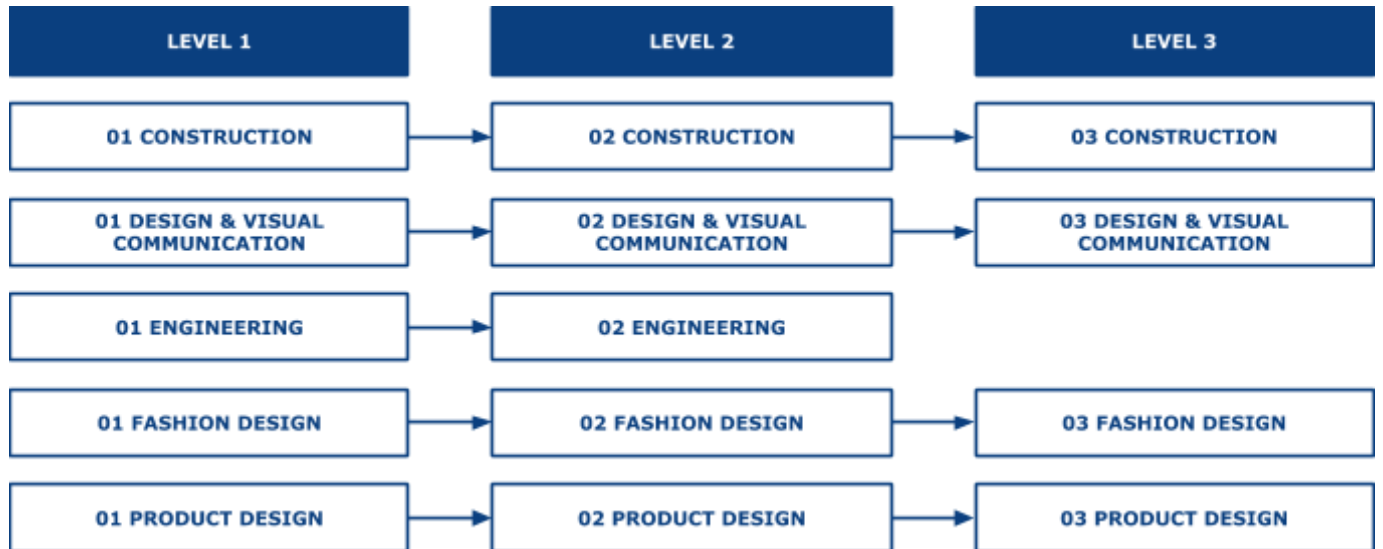 LEVEL 1
LEVEL 2
LEVEL 3
01 CONSTRUCTION
02 CONSTRUCTION
03 CONSTRUCTION
01 DESIGN & VISUAL
COMMUNICATION
02 DESIGN & VISUAL
COMMUNICATION
03 DESIGN & VISUAL
COMMUNICATION
01 ENGINEERING
02 ENGINEERING
01 FASHION DESIGN
02 FASHION DESIGN
03 FASHION DESIGN
01 PRODUCT DESIGN
02 PRODUCT DESIGN
03 PRODUCT DESIGN